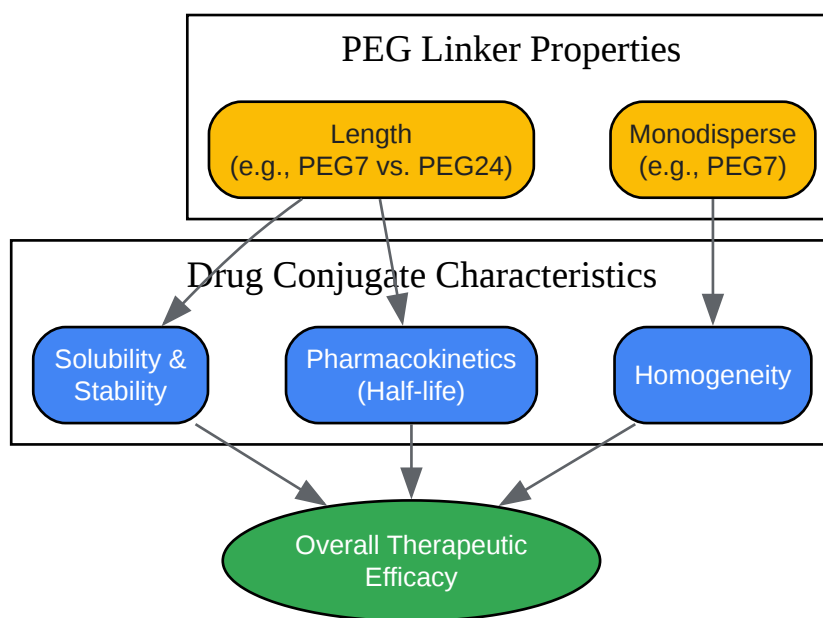 PEG Linker Properties
Length
(e.g., PEG7 vs. PEG24)
Monodisperse
(e.g., PEG7)
Drug Conjugate Characteristics
Solubility &
Stability
Pharmacokinetics
(Half-life)
Homogeneity
Overall Therapeutic
Efficacy